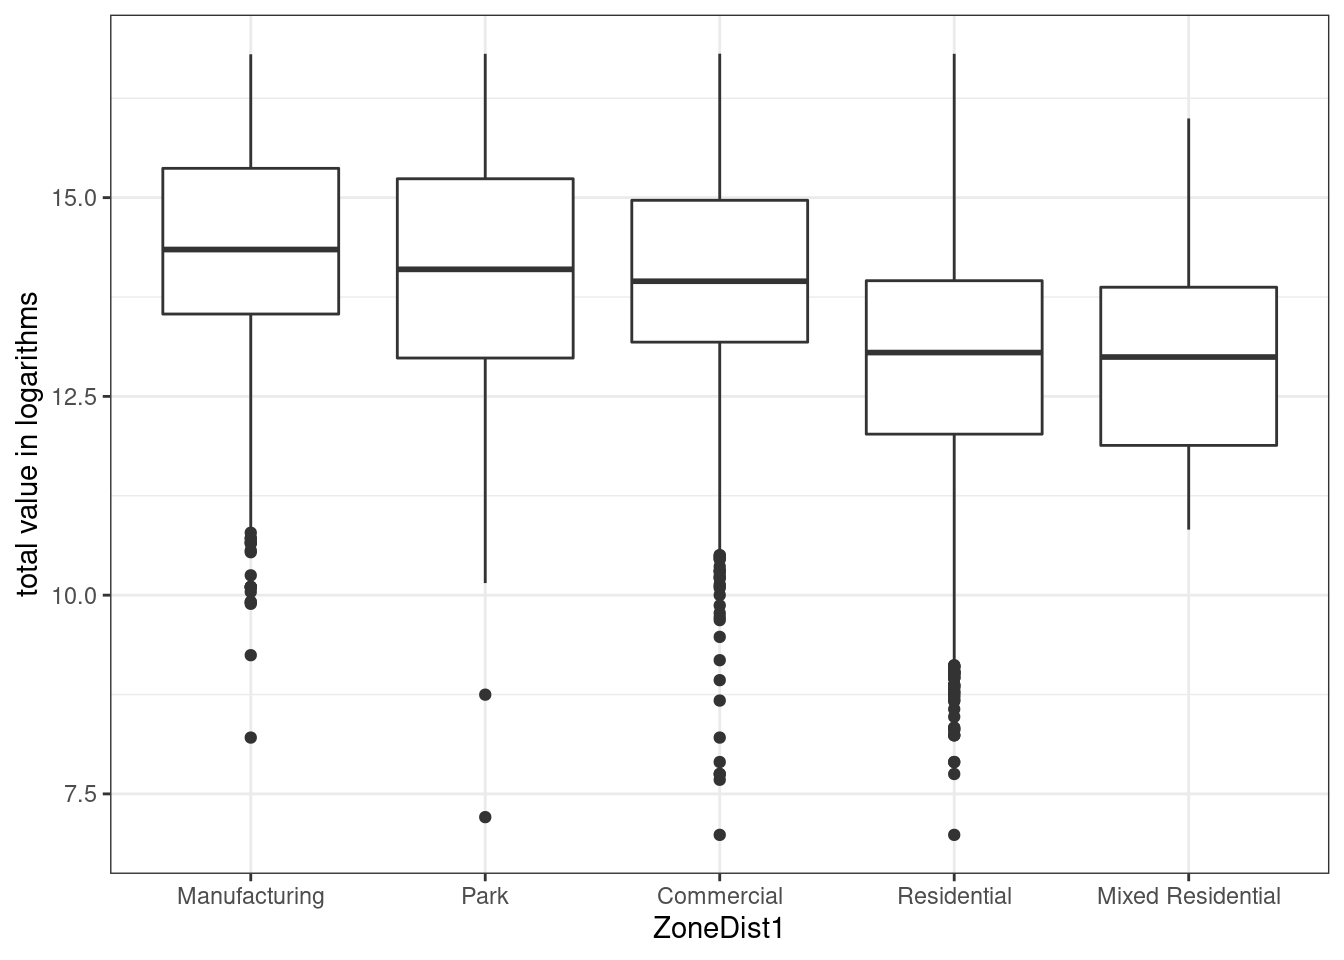 total value in logarithms
15.0
12.5
10.0
7.5
Manufacturing Park Commercial Residential Mixed Residential
ZoneDist1